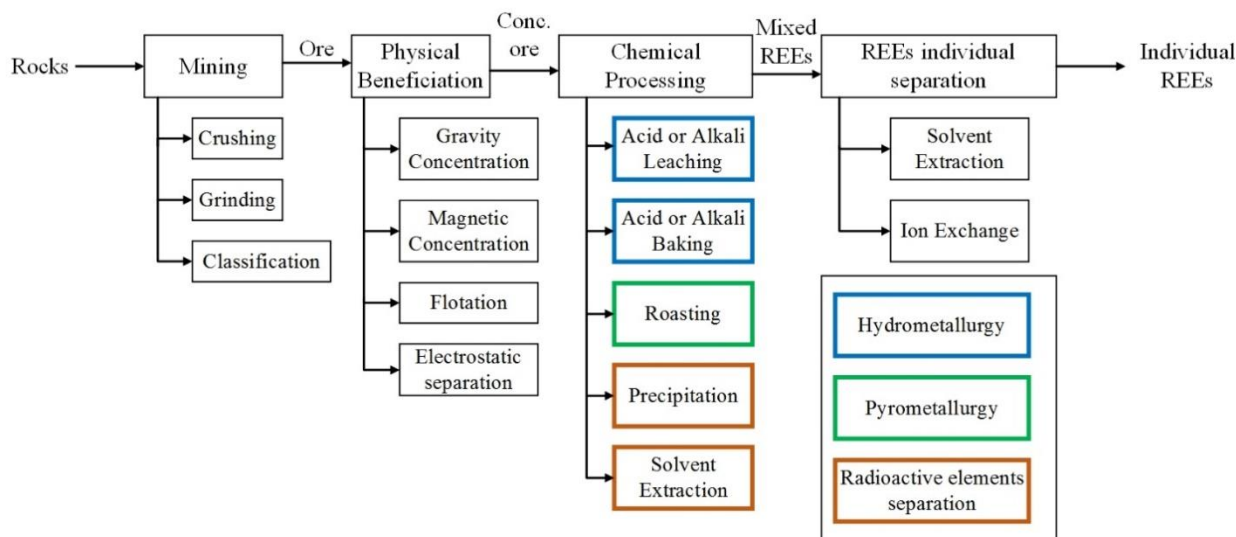 Rocks
Mining
Ore
Physical
Beneficiation
Conc.
ore
Chemical
Processing
Mixed
REEs
REEs individual
separation
Individual
REEs
Crushing
Grinding
Classification
Gravity
Concentration
Magnetic
Concentration
Flotation
Electrostatic
separation
Acid or Alkali
Leaching
Acid or Alkali
Baking
Roasting
Precipitation
Solvent
Extraction
Solvent
Extraction
Ion Exchange
Hydrometallurgy
Pyrometallurgy
Radioactive elements
separation